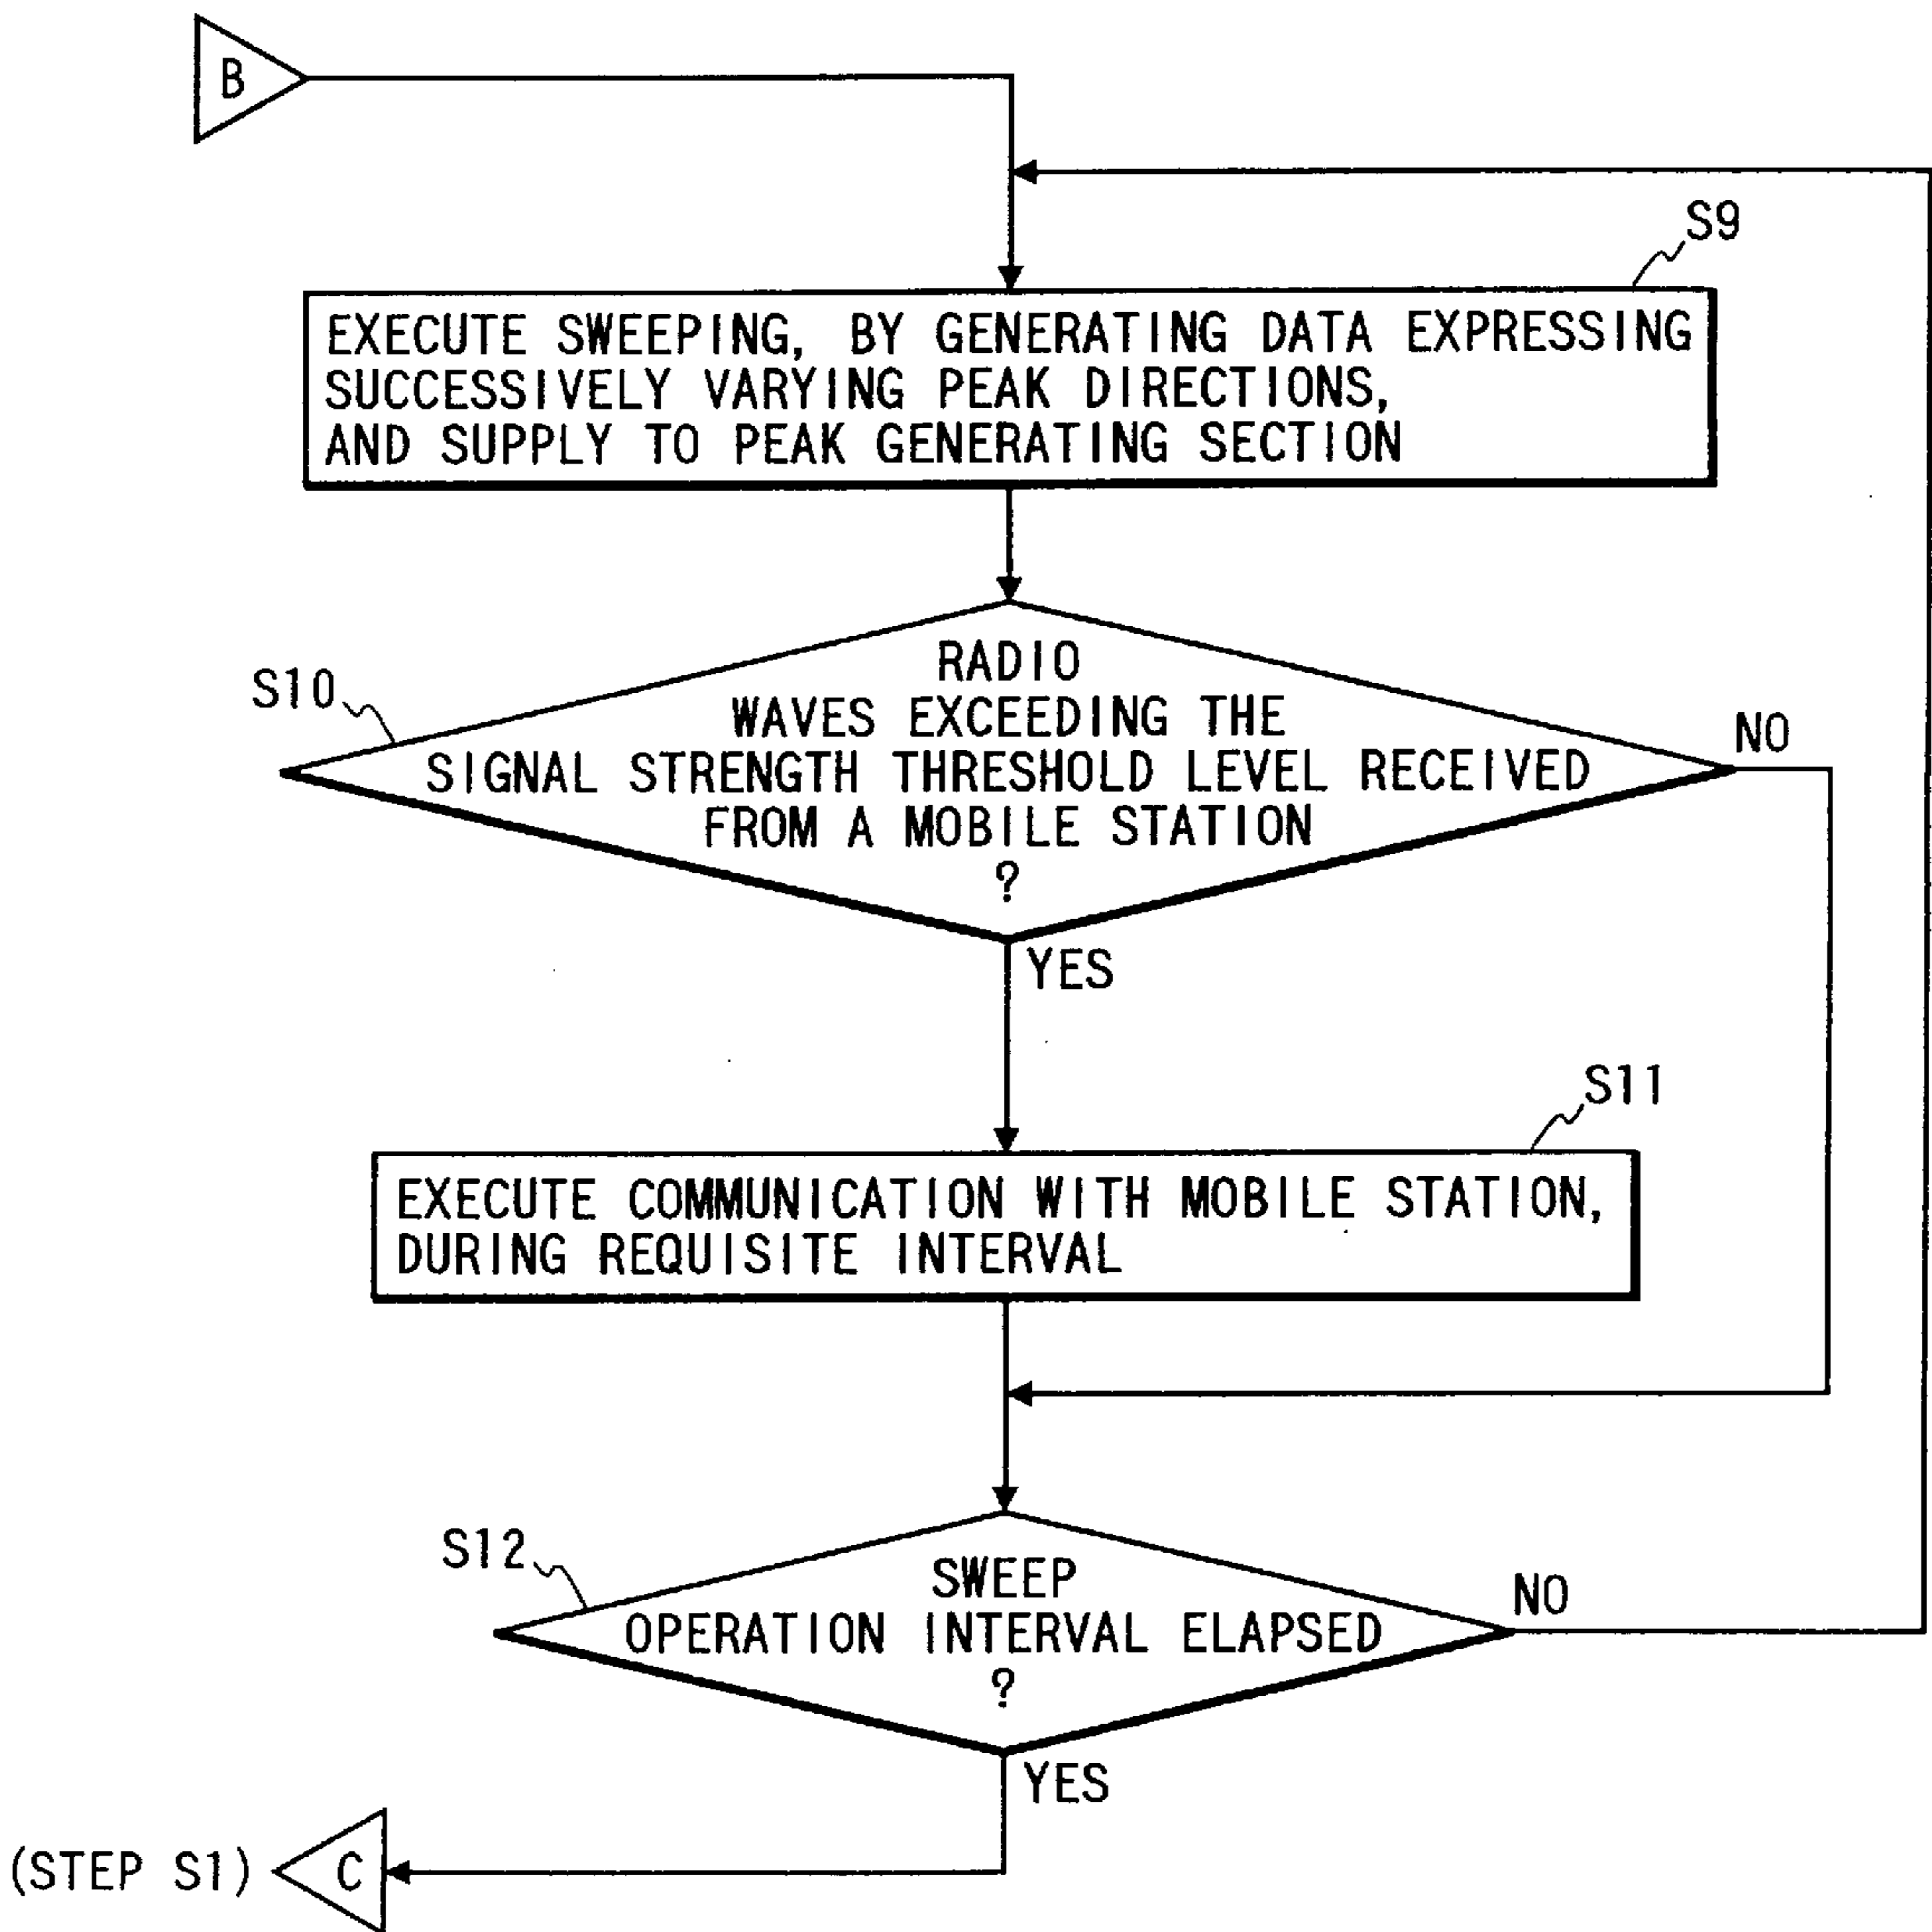 B
S9
EXECUTE SWEEPING, BY GENERATING DATA EXPRESSING
SUCCESSIVELY VARYING PEAK DIRECTIONS,
AND SUPPLY TO PEAK GENERATING SECTION
S10
RADIO
WAVES EXCEEDING THE
SIGNAL STRENGTH THRESHOLD LEVEL RECEIVED
FROM A MOBILE STATION
?
NO
YES
S11
EXECUTE COMMUNICATION WITH MOBILE STATION,
DURING REQUISITE INTERVAL
S12
SWEEP
OPERATION INTERVAL ELAPSED
?
NO
YES
(STEP S1) C